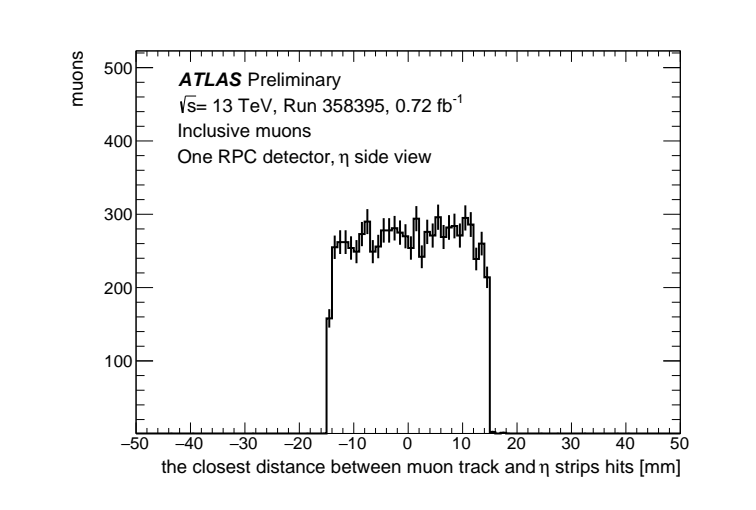 muons
500
400
300
200
100
ATLAS Preliminary
√s= 13 TeV, Run 358395, 0.72 fb-1
Inclusive muons
One RPC detector, η side view
−50 −40 −30 −20 −10 0 10 20 30 40 50
the closest distance between muon track and η strips hits [mm]